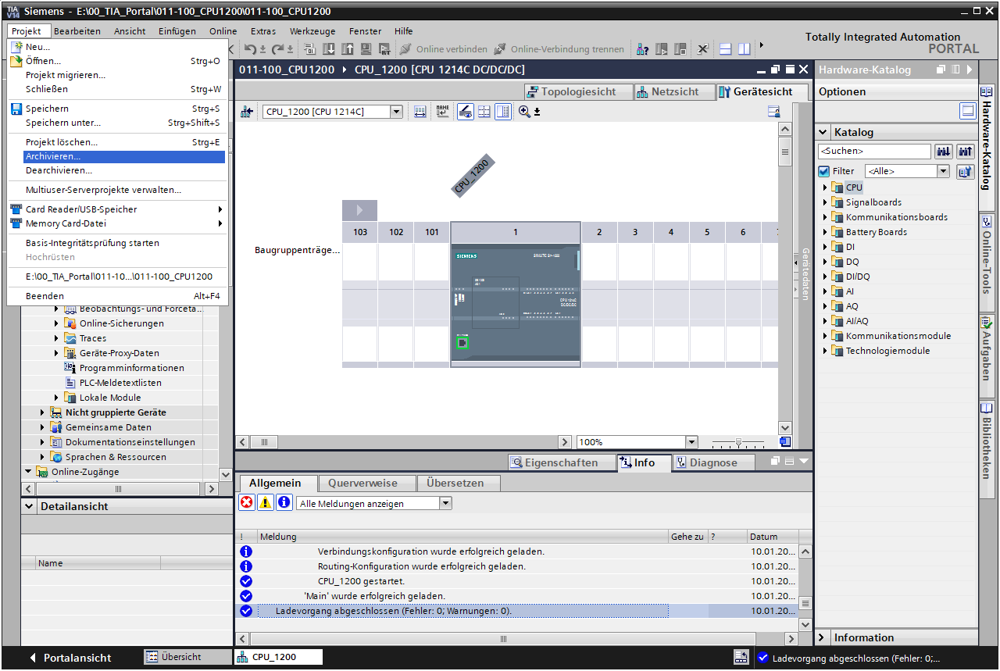 Siemens - E:\00_TIA_Portal\011-100_CPU1200\011-100_CPU1200
Projekt Bearbeiten Ansicht Einfügen Online Extras Werkzeuge Fenster Hilfe
Totally Integrated Automation
PORTAL
Online verbinden Online-Verbindung trennen
Neu...
Öffnen... Strg+O
Projekt migrieren...
Schließen Strg+W
Speichern Strg+S
Speichern unter... Strg+Shift+S
Projekt löschen... Strg+E
Archivieren...
Dearchivieren...
Multiuser-Serverprojekte verwalten...
Card Reader/USB-Speicher
Memory Card-Datei
Basis-Integritätsprüfung starten
Hochrüsten
E:\00_TIA_Portal\011-10...\011-100_CPU1200
Beenden Alt+F4
Beobachtungs- und Forceta...
Online-Sicherungen
Traces
Geräte-Proxy-Daten
Programminformationen
PLC-Meldetextlisten
Lokale Module
Nicht gruppierte Geräte
Gemeinsame Daten
Dokumentationseinstellungen
Sprachen & Ressourcen
Online-Zugänge
Detailansicht
Name
011-100_CPU1200 CPU_1200 [CPU 1214C DC/DC/DC]
Topologiesicht Netzsicht Gerätesicht
CPU_1200 [CPU 1214C]
CPU_1200
103 102 101 1 2 3 4 5 6
Baugruppenträge...
SIEMENS SIMATIC S7-1200
CPU 1214C
DC/DC/DC
Gerätedaten
100%
Eigenschaften Info Diagnose
Allgemein Querverweise Übersetzen
Alle Meldungen anzeigen
! Meldung Gehe zu ? Datum
Verbindungskonfiguration wurde erfolgreich geladen. 10.01.20...
Routing-Konfiguration wurde erfolgreich geladen. 10.01.20...
CPU_1200 gestartet. 10.01.20...
'Main' wurde erfolgreich geladen. 10.01.20...
Ladevorgang abgeschlossen (Fehler: 0; Warnungen: 0). 10.01.20...
Hardware-Katalog
Optionen
Katalog
<Suchen>
Filter <Alle>
CPU
Signalboards
Kommunikationsboards
Battery Boards
DI
DQ
DI/DQ
AI
AQ
AI/AQ
Kommunikationsmodule
Technologiemodule
Information
Hardware-Katalog
Online-Tools
Aufgaben
Bibliotheken
Portalansicht Übersicht CPU_1200 Ladevorgang abgeschlossen (Fehler: 0;...